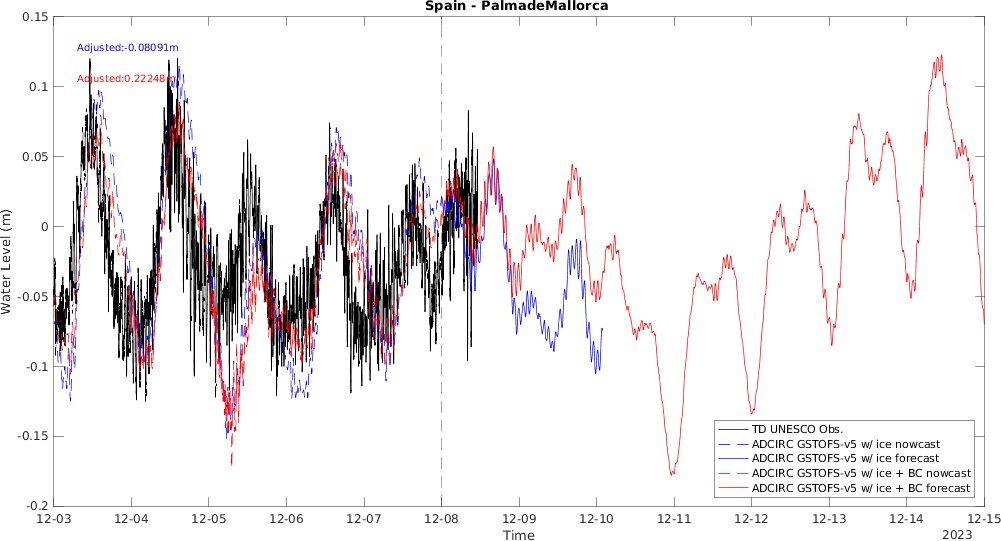 Spain - PalmadeMallorca
Adjusted:-0.08091m
Adjusted:0.22248m
0.15
0.1
0.05
0
-0.05
-0.1
-0.15
-0.2
Water Level (m)
12-03 12-04 12-05 12-06 12-07 12-08 12-09 12-10 12-11 12-12 12-13 12-14 12-15
Time
2023
TD UNESCO Obs.
ADCIRC GSTOFS-v5 w/ ice nowcast
ADCIRC GSTOFS-v5 w/ ice forecast
ADCIRC GSTOFS-v5 w/ ice + BC nowcast
ADCIRC GSTOFS-v5 w/ ice + BC forecast